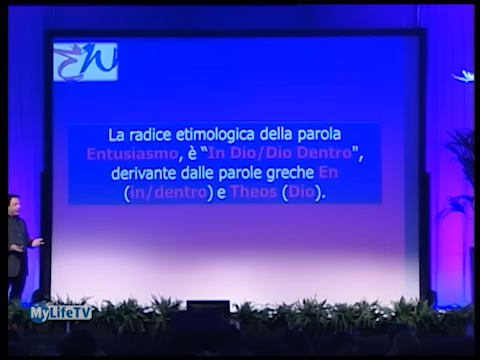 La radice etimologica della parola
Entusiasmo, è “In Dio/Dio Dentro”,
derivante dalle parole greche En
(in/dentro) e Theos (Dio).
MyLifeTV